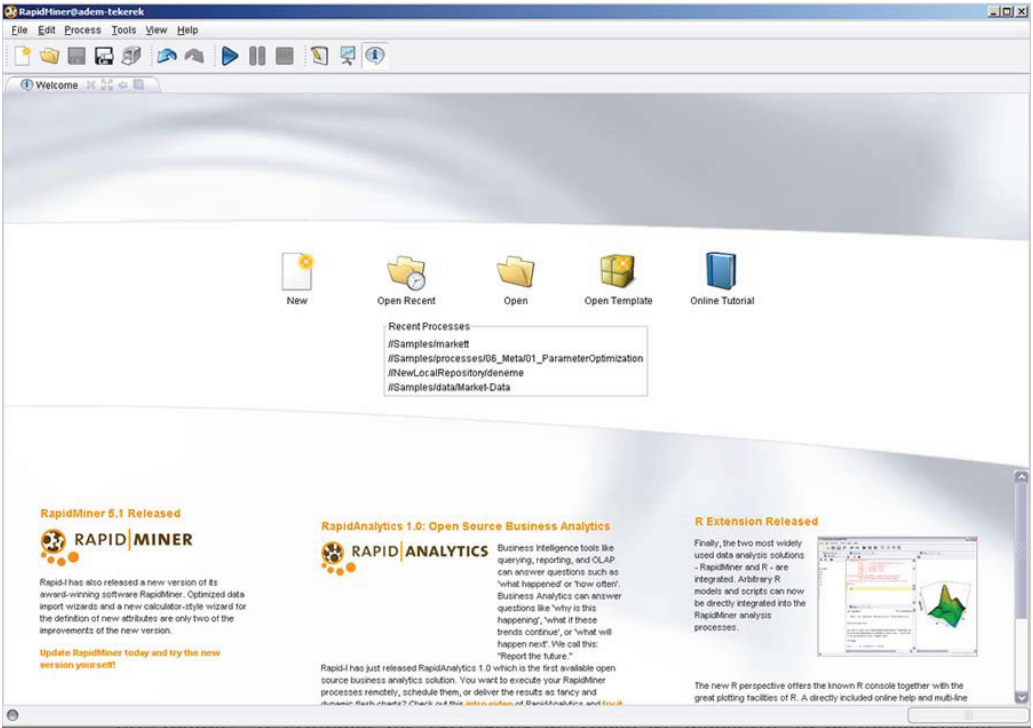 RapidMiner@adem-tekerek
File Edit Process Tools View Help
Welcome
New
Open Recent
Open
Open Template
Online Tutorial
Recent Processes
//Samples/markett
//Samples/processes/06_Meta/01_ParameterOptimization
//NewLocalRepository/deneme
//Samples/data/Market-Data
RapidMiner 5.1 Released
RAPID MINER
Rapid-I has also released a new version of its
award-winning software RapidMiner. Optimized data
import wizards and a new calculator-style wizard for
the definition of new attributes are only two of the
improvements of the new version.
Update RapidMiner today and try the new
version yourself!
RapidAnalytics 1.0: Open Source Business Analytics
RAPID ANALYTICS
Business Intelligence tools like
querying, reporting, and OLAP
can answer questions such as
'what happened' or 'how often'.
Business Analytics can answer
questions like 'why is this
happening', 'what if these
trends continue', or 'what will
happen next'. We call this:
"Report the future."
Rapid-I has just released RapidAnalytics 1.0 which is the first available open
source business analytics solution. You want to execute your RapidMiner
processes remotely, schedule them, or deliver the results as fancy and
dynamic flash charts? Check out this intro video of RapidAnalytics and try it
R Extension Released
Finally, the two most widely
used data analysis solutions
- RapidMiner and R - are
integrated. Arbitrary R
models and scripts can now
be directly integrated into the
RapidMiner analysis
processes.
The new R perspective offers the known R console together with the
great plotting facilities of R. A directly included online help and multi-line